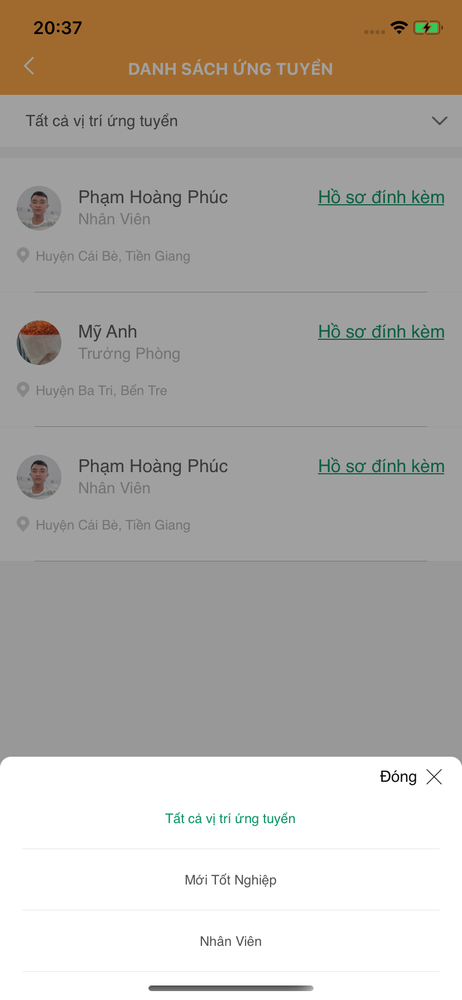 20:37
DANH SÁCH ỨNG TUYỂN
Tất cả vị trí ứng tuyển
Phạm Hoàng Phúc
Hồ sơ đính kèm
Nhân Viên
Huyện Cái Bè, Tiền Giang
Mỹ Anh
Hồ sơ đính kèm
Trưởng Phòng
Huyện Ba Tri, Bến Tre
Phạm Hoàng Phúc
Hồ sơ đính kèm
Nhân Viên
Huyện Cái Bè, Tiền Giang
Đóng
Tất cả vị trí ứng tuyển
Mới Tốt Nghiệp
Nhân Viên